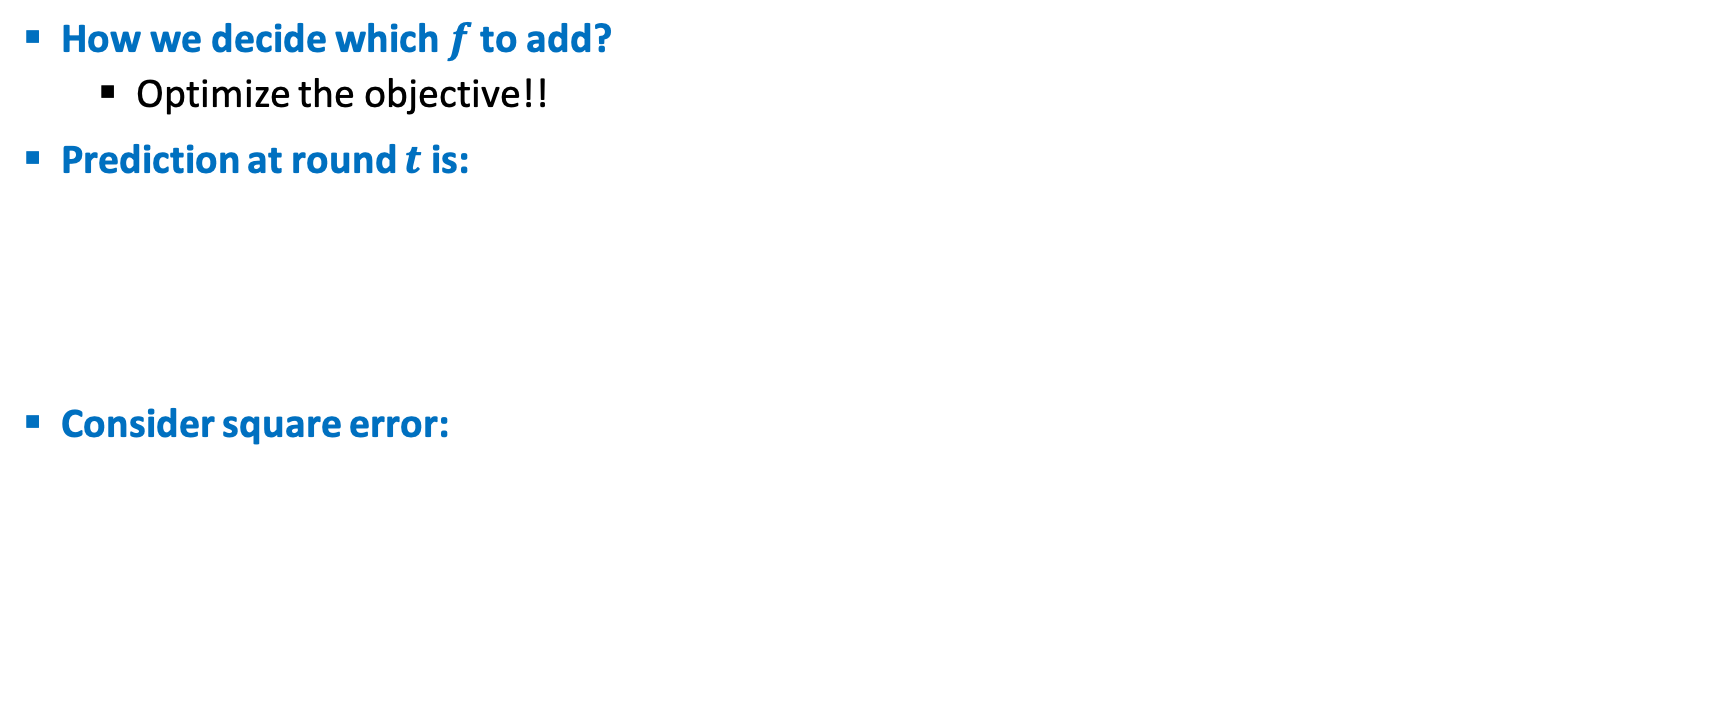 ▪ How we decide which f to add?
▪ Optimize the objective!!
▪ Prediction at round t is:
▪ Consider square error: